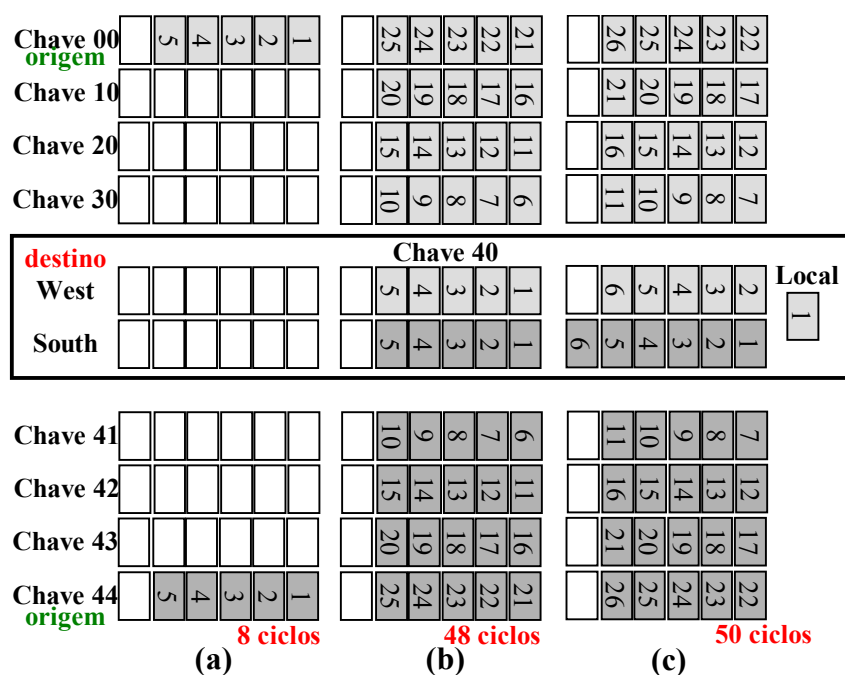 Chave 00 5 4 3 2 1 25 24 23 22 21 26 25 24 23 22
origem
Chave 10 20 19 18 17 16 21 20 19 18 17
Chave 20 15 14 13 12 11 16 15 14 13 12
Chave 30 10 9 8 7 6 11 10 9 8 7
destino Chave 40
West 5 4 3 2 1 6 5 4 3 2 Local
1
South 5 4 3 2 1 6 5 4 3 2 1
Chave 41 10 9 8 7 6 11 10 9 8 7
Chave 42 15 14 13 12 11 16 15 14 13 12
Chave 43 20 19 18 17 16 21 20 19 18 17
Chave 44 5 4 3 2 1 25 24 23 22 21 26 25 24 23 22
origem
8 ciclos 48 ciclos 50 ciclos
(a) (b) (c)